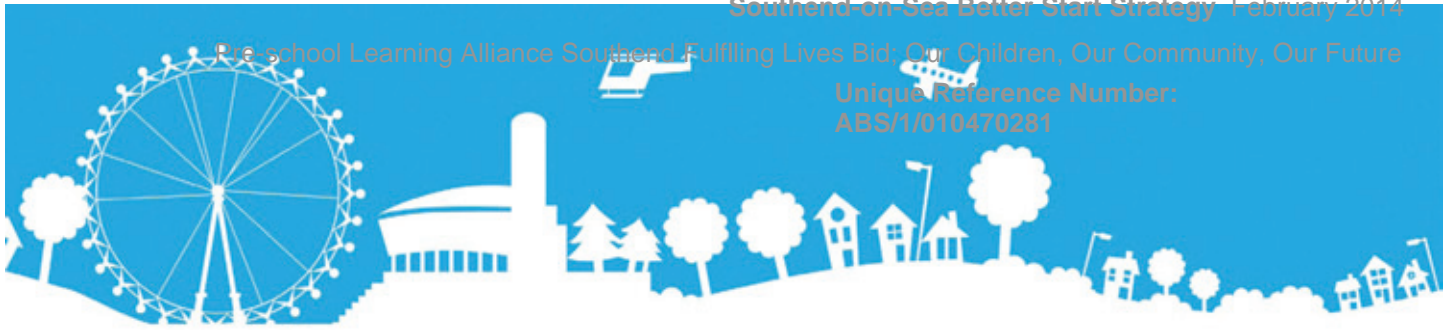 Southend-on-Sea Better Start Strategy February 2014
Pre-school Learning Alliance Southend Fulflling Lives Bid; Our Children, Our Community, Our Future
Unique Reference Number:
ABS/1/010470281